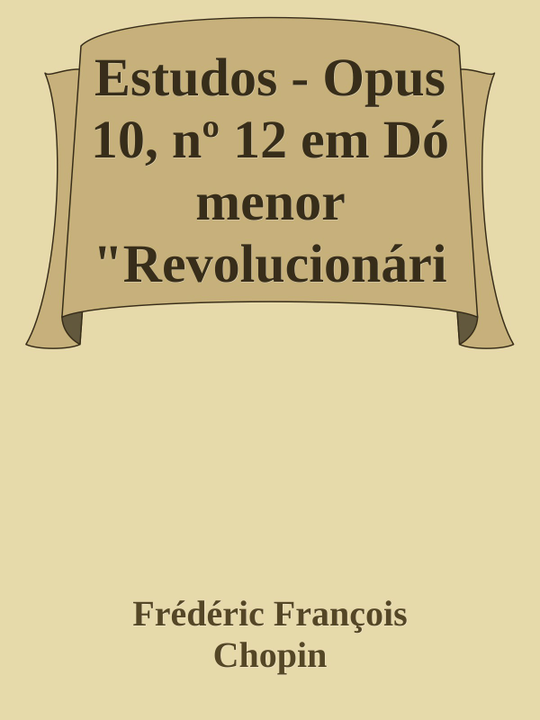 Estudos - Opus
10, nº 12 em Dó
menor
"Revolucionári
Frédéric François
Chopin